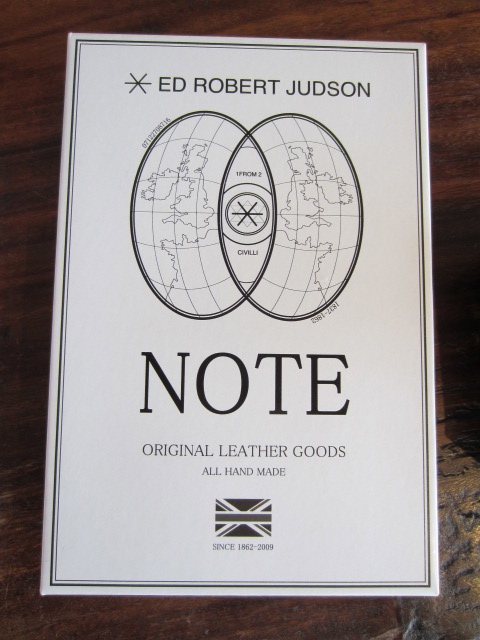 ED ROBERT JUDSON
1FROM 2
CIVILLI
NOTE
ORIGINAL LEATHER GOODS
ALL HAND MADE
SINCE 1862-2009